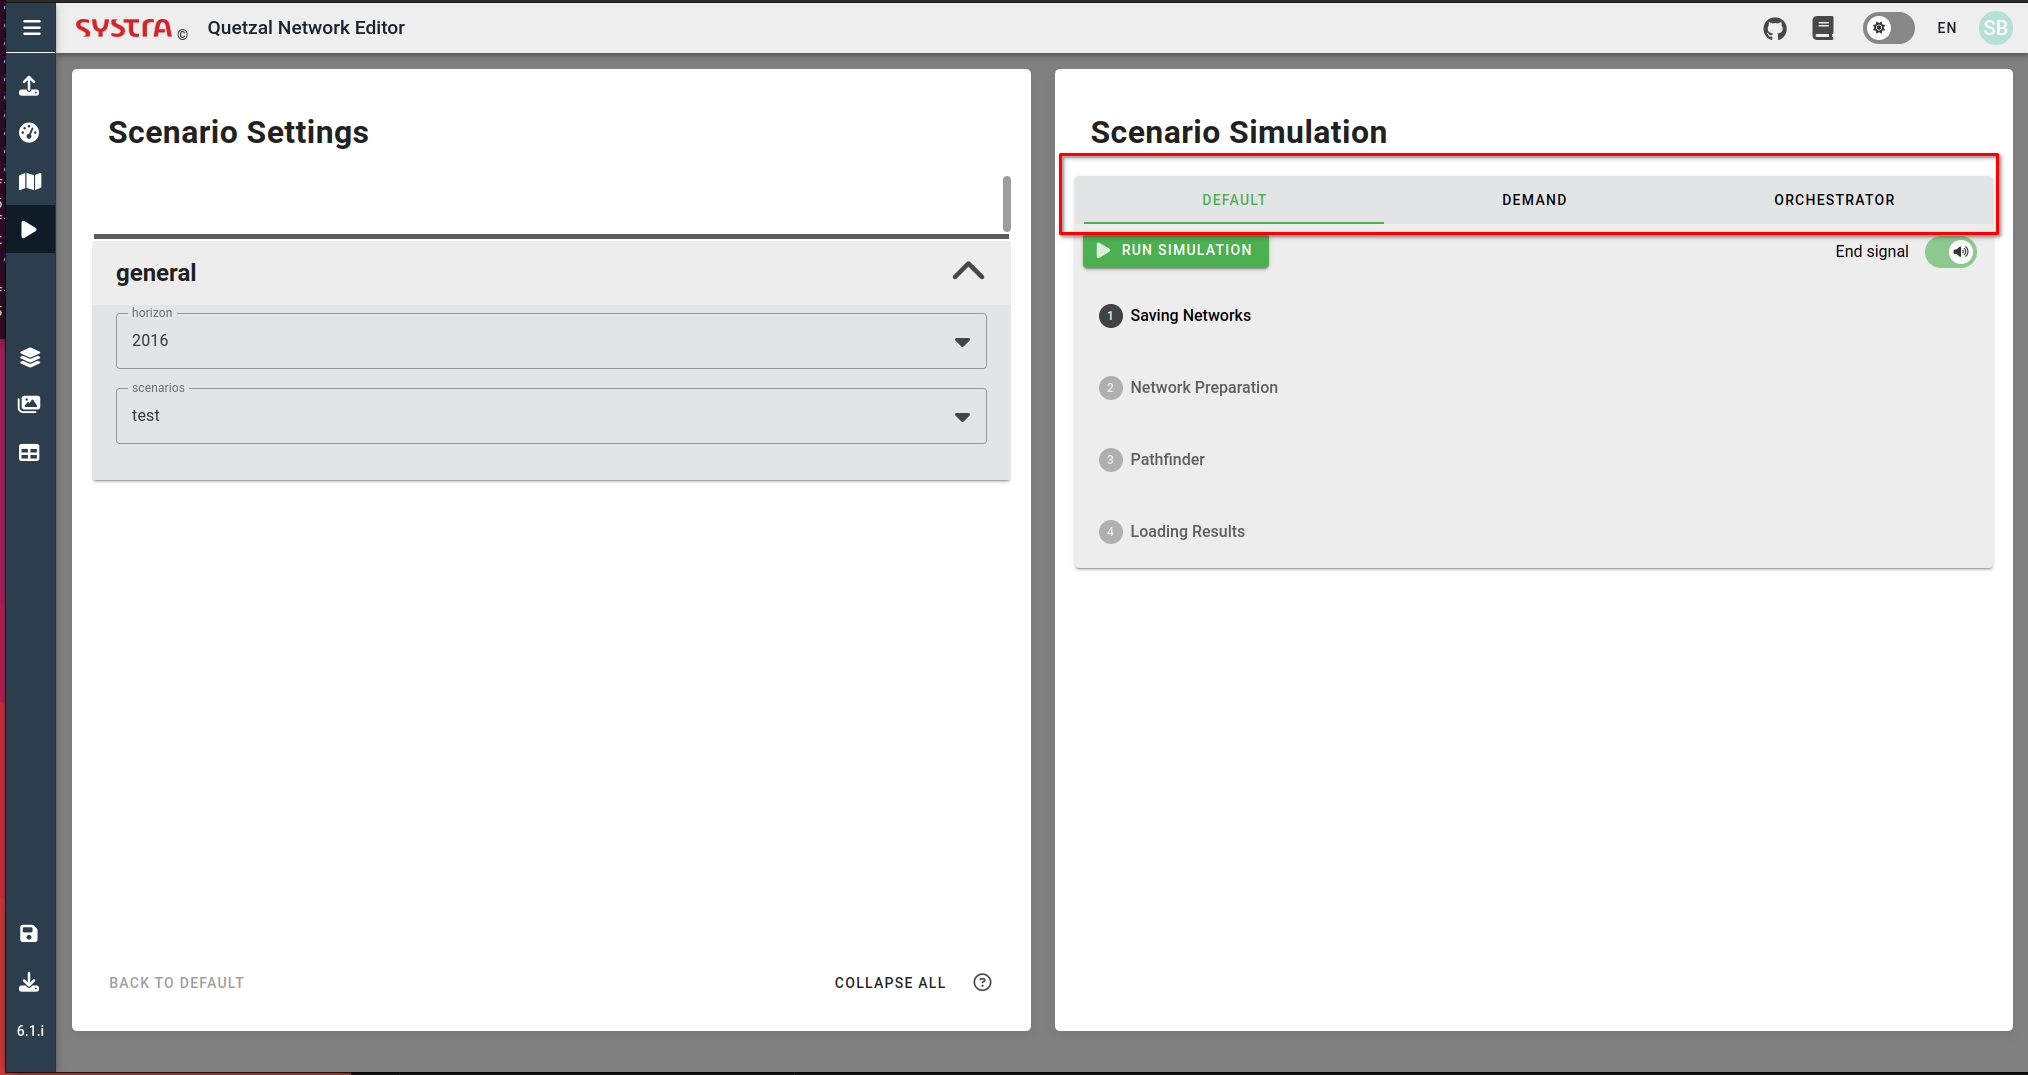 SYSTRA © Quetzal Network Editor
EN
SB
Scenario Settings
general
horizon
2016
scenarios
test
BACK TO DEFAULT
COLLAPSE ALL
?
6.1.i
Scenario Simulation
DEFAULT DEMAND ORCHESTRATOR
RUN SIMULATION
End signal
1 Saving Networks
2 Network Preparation
3 Pathfinder
4 Loading Results